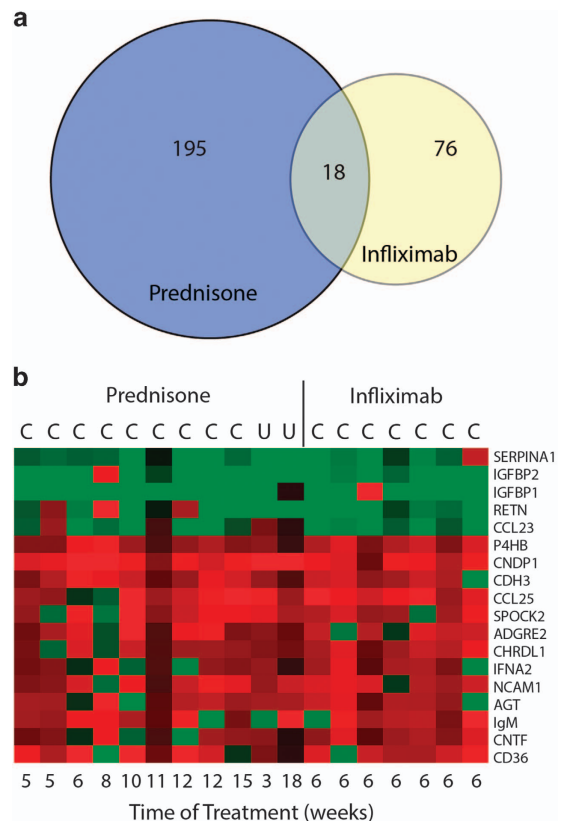 a
195
18
76
Infliximab
Prednisone
b
Prednisone Infliximab
C C C C C C C C C U U C C C C C C C
SERPINA1
IGFBP2
IGFBP1
RETN
CCL23
P4HB
CNDP1
CDH3
CCL25
SPOCK2
ADGRE2
CHRDL1
IFNA2
NCAM1
AGT
IgM
CNTF
CD36
5 5 6 8 10 11 12 12 15 3 18 6 6 6 6 6 6 6
Time of Treatment (weeks)